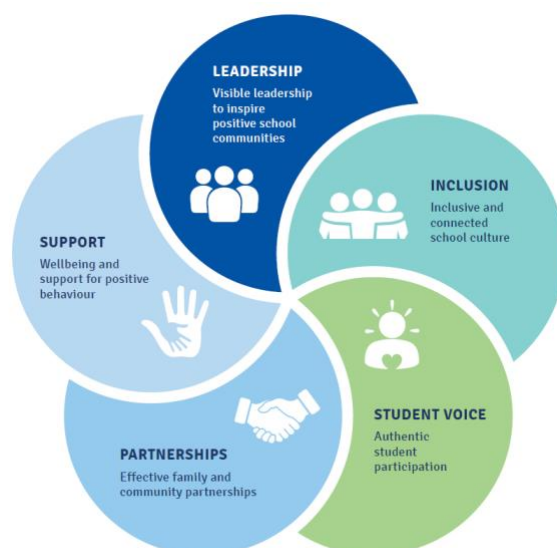 LEADERSHIP
Visible leadership
to inspire
positive school
communities
INCLUSION
Inclusive and
connected
school culture
STUDENT VOICE
Authentic
student
participation
PARTNERSHIPS
Effective family and
community partnerships
SUPPORT
Wellbeing and
support for positive
behaviour